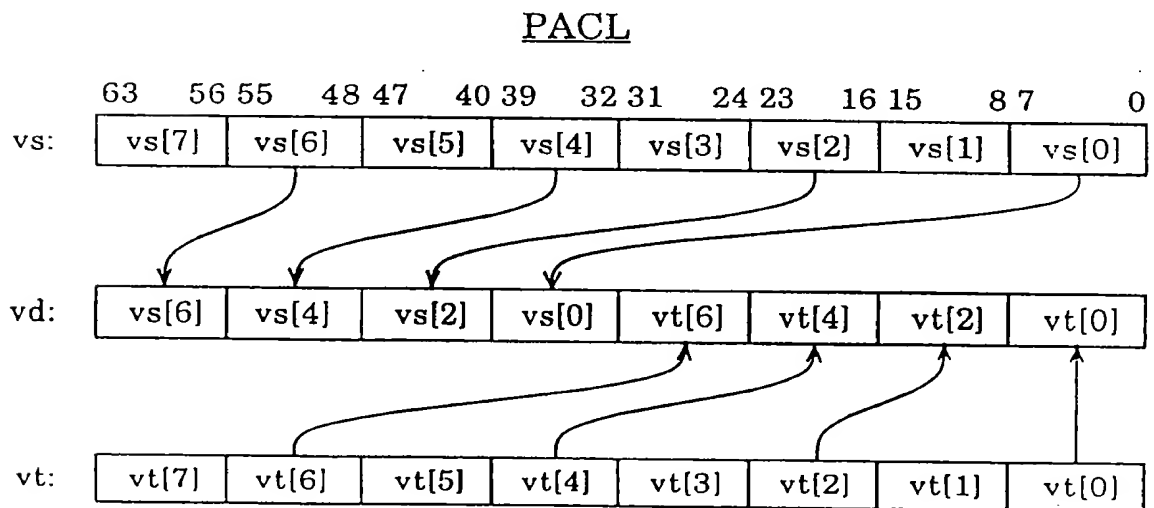 PACL
63 56 55 48 47 40 39 32 31 24 23 16 15 8 7 0
vs: vs[7] vs[6] vs[5] vs[4] vs[3] vs[2] vs[1] vs[0]
vd: vs[6] vs[4] vs[2] vs[0] vt[6] vt[4] vt[2] vt[0]
vt: vt[7] vt[6] vt[5] vt[4] vt[3] vt[2] vt[1] vt[0]